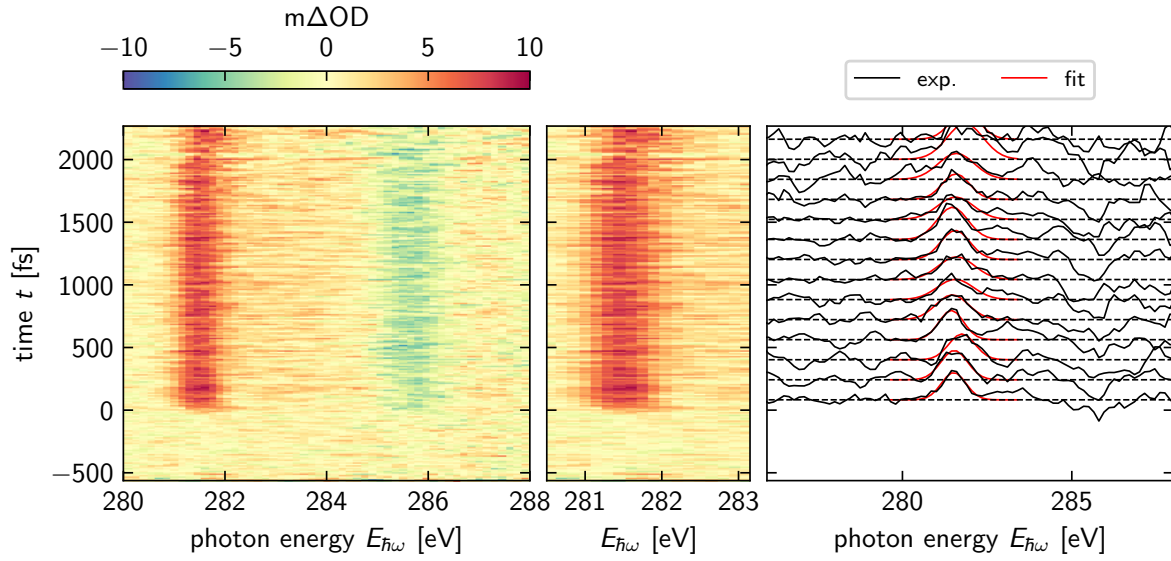 mΔOD
−10 −5 0 5 10
exp. fit
2000
1500
1000
500
0
−500
time t [fs]
280 282 284 286 288
281 282 283
280 285
photon energy Eℏω [eV]
Eℏω [eV]
photon energy Eℏω [eV]